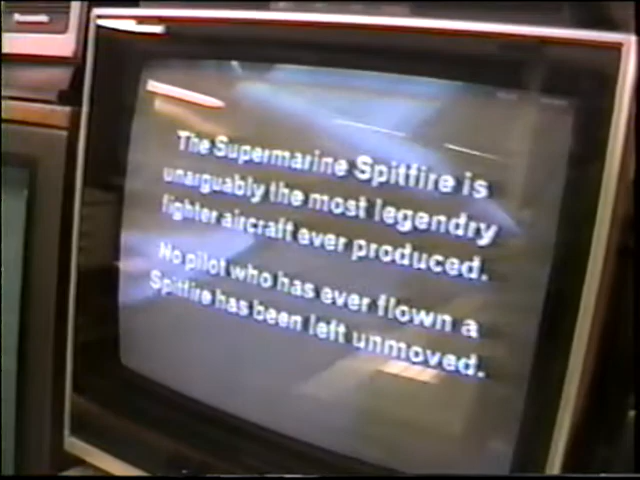 The Supermarine Spitfire is
unarguably the most legendry
fighter aircraft ever produced.
No pilot who has ever flown a
Spitfire has been left unmoved.